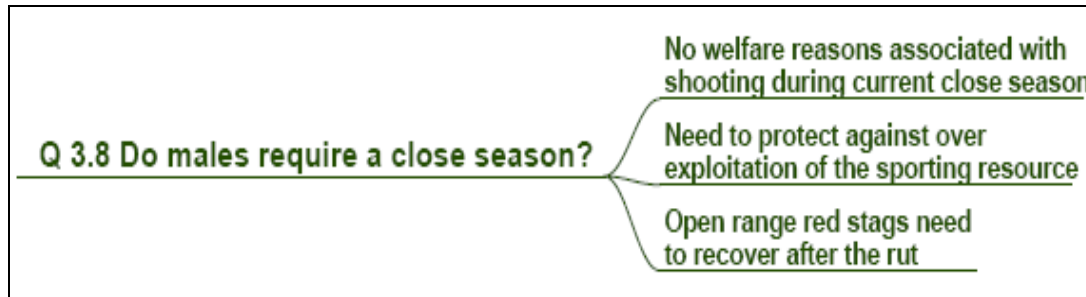 Q 3.8 Do males require a close season?
No welfare reasons associated with
shooting during current close season
Need to protect against over
exploitation of the sporting resource
Open range red stags need
to recover after the rut